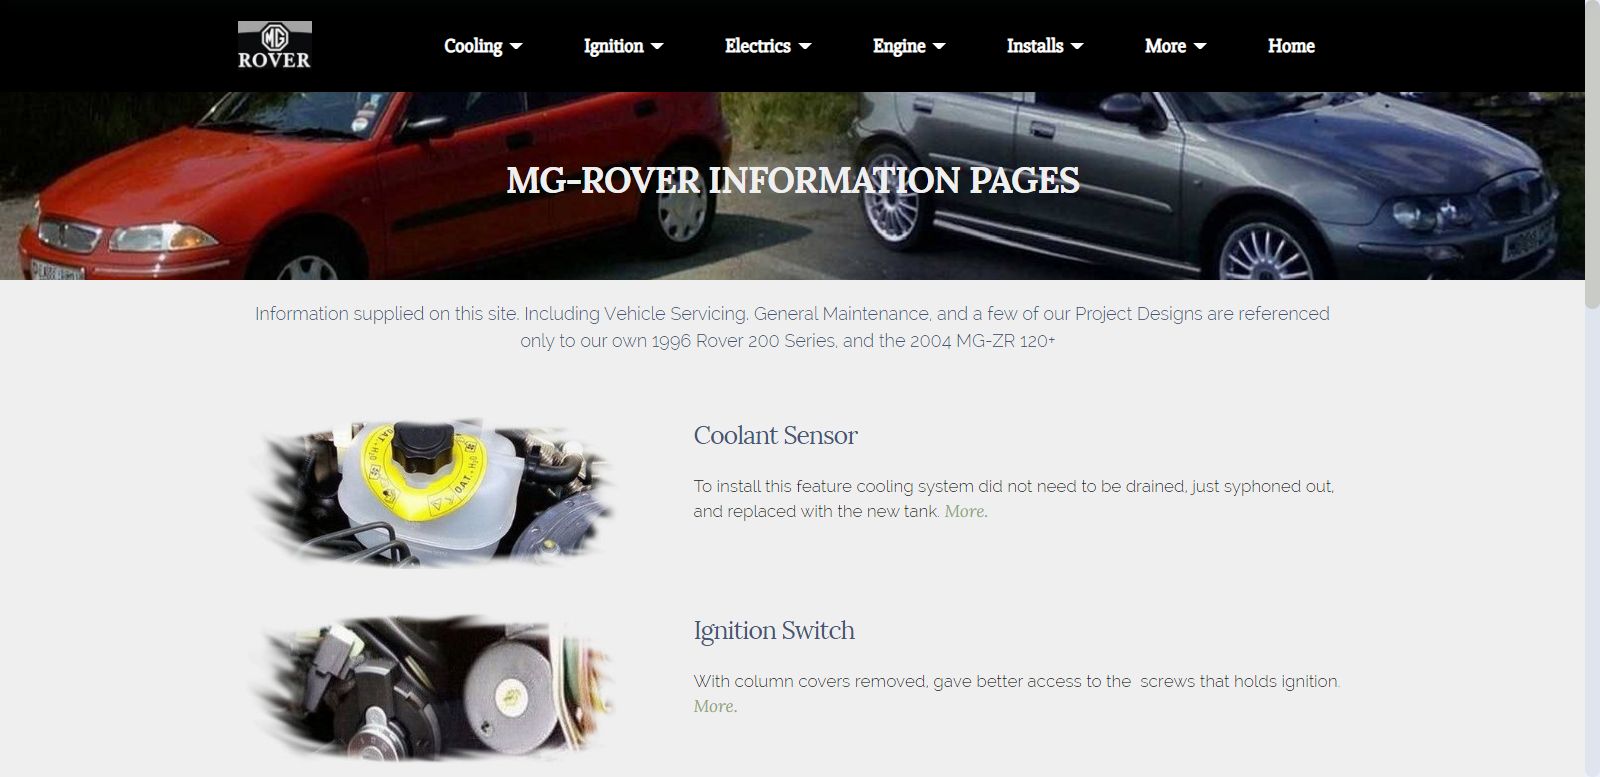 MG
ROVER
Cooling
Ignition
Electrics
Engine
Installs
More
Home
MG-ROVER INFORMATION PAGES
Information supplied on this site. Including Vehicle Servicing. General Maintenance, and a few of our Project Designs are referenced
only to our own 1996 Rover 200 Series, and the 2004 MG-ZR 120+
Coolant Sensor
To install this feature cooling system did not need to be drained, just syphoned out,
and replaced with the new tank. More.
O.A.T. + H₂O
O.A.T. + H₂O
Ignition Switch
With column covers removed, gave better access to the  screws that holds ignition.
More.